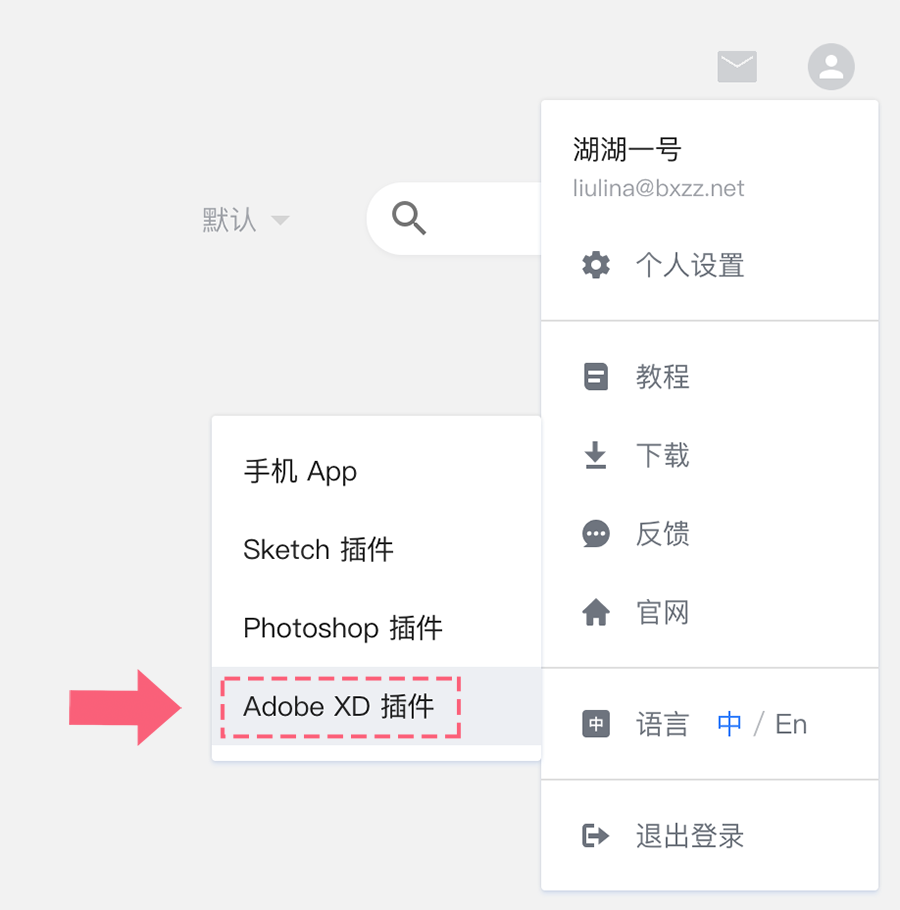 湖湖一号
liulina@bxzz.net
默认
个人设置
教程
下载
反馈
官网
手机 App
Sketch 插件
Photoshop 插件
Adobe XD 插件
中 语言 中 / En
退出登录